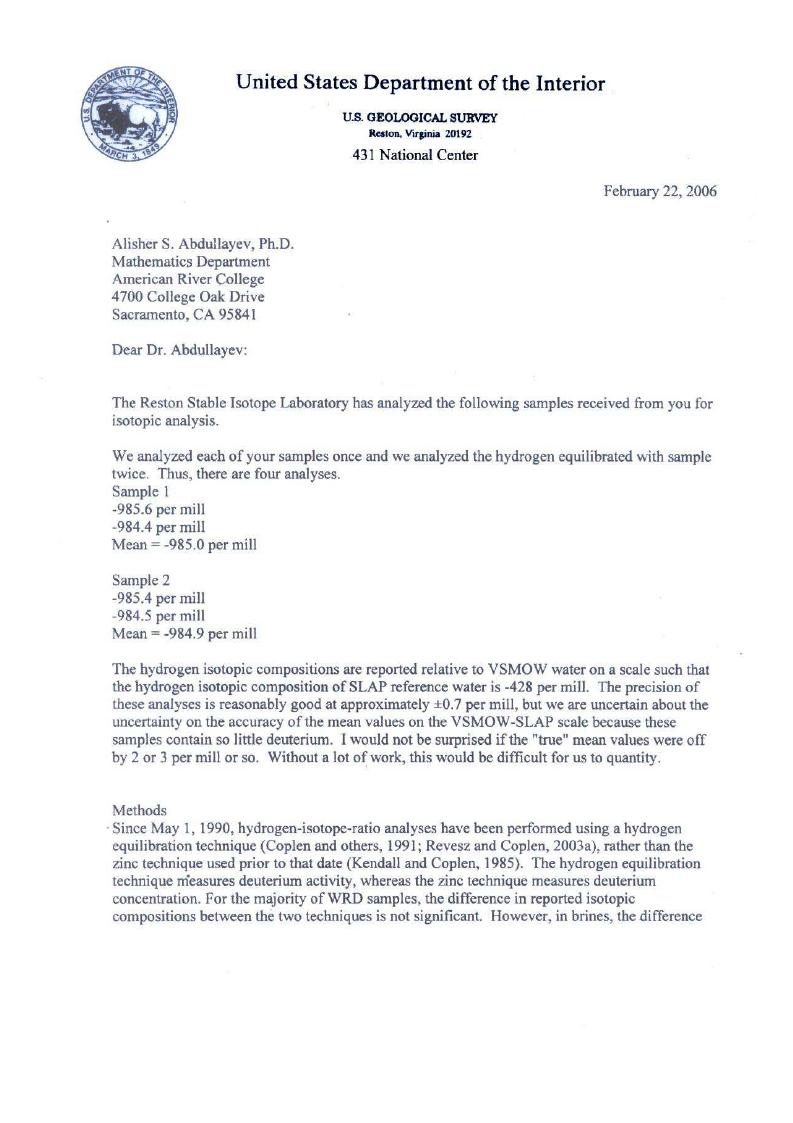 U.S. DEPARTMENT OF THE INTERIOR
MARCH 3, 1849
United States Department of the Interior
U.S. GEOLOGICAL SURVEY
Reston, Virginia 20192
431 National Center
February 22, 2006
Alisher S. Abdullayev, Ph.D.
Mathematics Department
American River College
4700 College Oak Drive
Sacramento, CA 95841
Dear Dr. Abdullayev:
The Reston Stable Isotope Laboratory has analyzed the following samples received from you for
isotopic analysis.
We analyzed each of your samples once and we analyzed the hydrogen equilibrated with sample
twice. Thus, there are four analyses.
Sample 1
-985.6 per mill
-984.4 per mill
Mean = -985.0 per mill
Sample 2
-985.4 per mill
-984.5 per mill
Mean = -984.9 per mill
The hydrogen isotopic compositions are reported relative to VSMOW water on a scale such that
the hydrogen isotopic composition of SLAP reference water is -428 per mill. The precision of
these analyses is reasonably good at approximately ±0.7 per mill, but we are uncertain about the
uncertainty on the accuracy of the mean values on the VSMOW-SLAP scale because these
samples contain so little deuterium. I would not be surprised if the "true" mean values were off
by 2 or 3 per mill or so. Without a lot of work, this would be difficult for us to quantity.
Methods
Since May 1, 1990, hydrogen-isotope-ratio analyses have been performed using a hydrogen
equilibration technique (Coplen and others, 1991; Revesz and Coplen, 2003a), rather than the
zinc technique used prior to that date (Kendall and Coplen, 1985). The hydrogen equilibration
technique measures deuterium activity, whereas the zinc technique measures deuterium
concentration. For the majority of WRD samples, the difference in reported isotopic
compositions between the two techniques is not significant. However, in brines, the difference